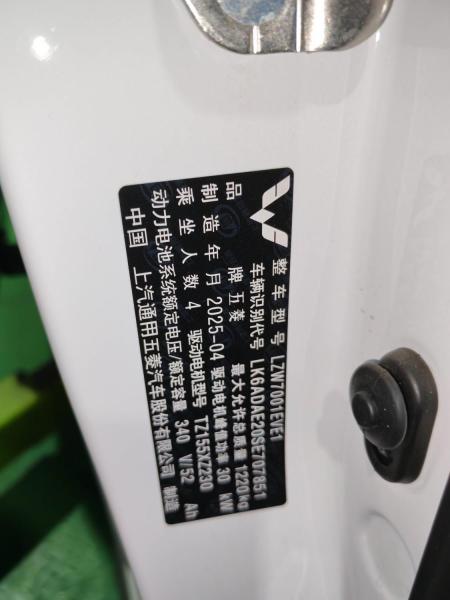 整车型号 LZW7001EVE1
车辆识别代号 LK6ADAE20SE707851
品牌 五菱 最大允许总质量 1220kg
制造年月 2025-04 驱动电机峰值功率 30 kW
乘坐人数 4 驱动电机型号 TZ155XZ230
动力电池系统额定电压/额定容量 340 V/52 Ah
中国 上汽通用五菱汽车股份有限公司 制造